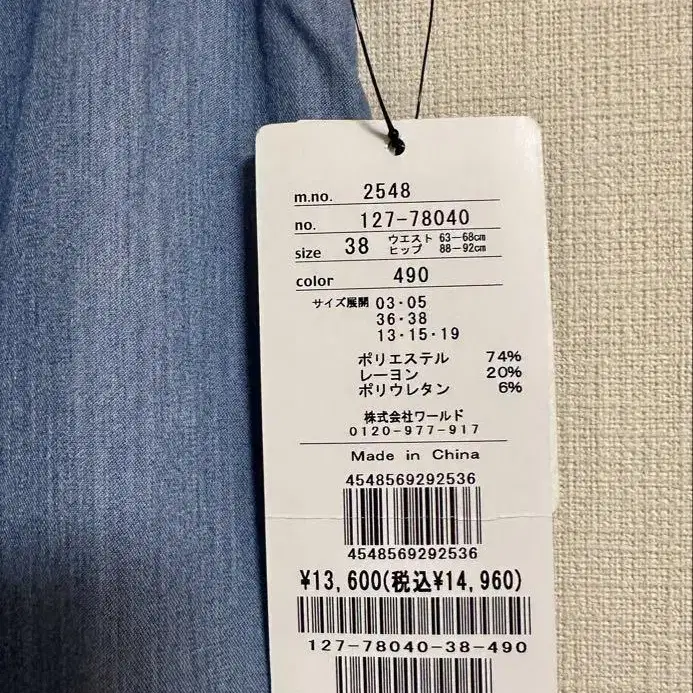 m.no. 2548
no. 127-78040
size 38 ウエスト 63-68cm
ヒップ 88-92cm
color 490
サイズ展開 03・05
36・38
13・15・19
ポリエステル 74%
レーヨン 20%
ポリウレタン 6%
株式会社ワールド
0120-977-917
Made in China
4548569292536
4548569292536
¥13,600(税込¥14,960)
127-78040-38-490